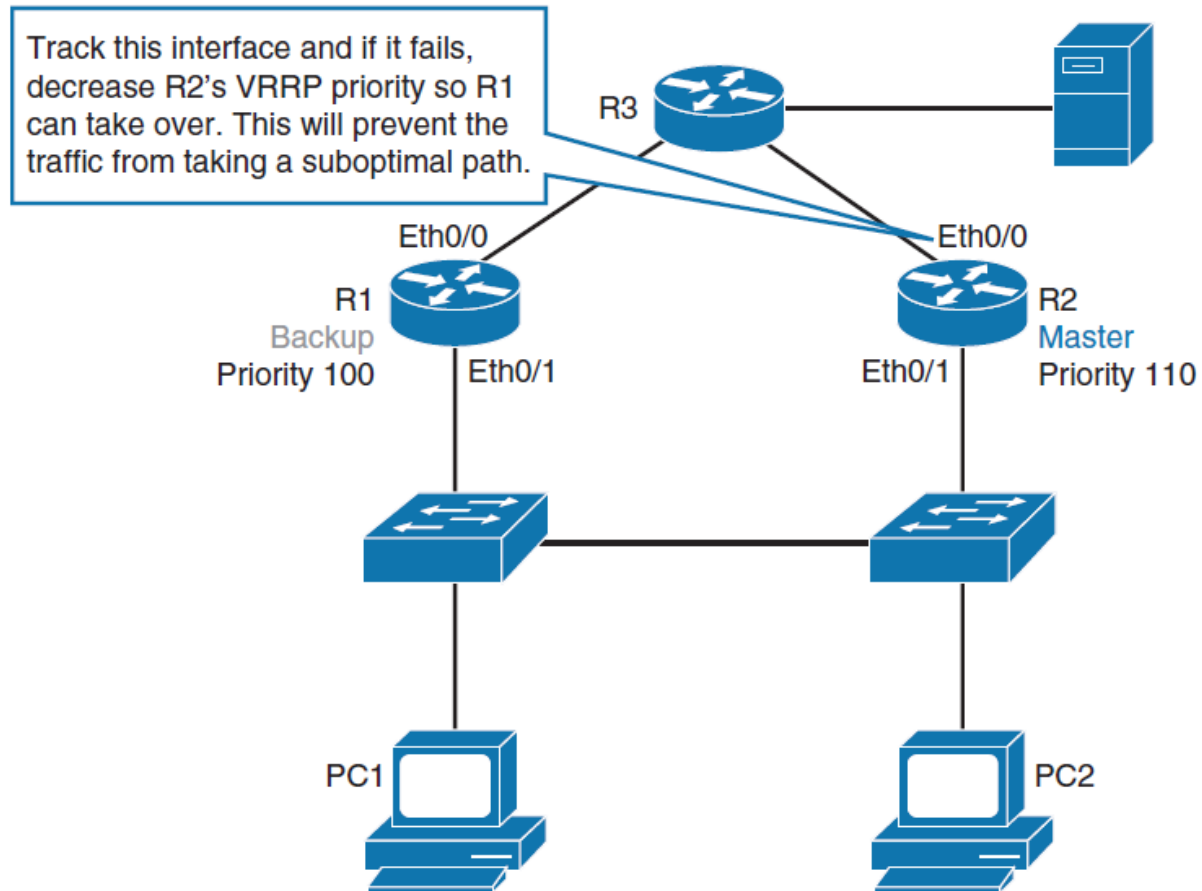 Track this interface and if it fails,
decrease R2's VRRP priority so R1
can take over. This will prevent the
traffic from taking a suboptimal path.
R3
Eth0/0
Eth0/0
R1
Backup
Priority 100
Eth0/1
R2
Master
Priority 110
Eth0/1
PC1
PC2